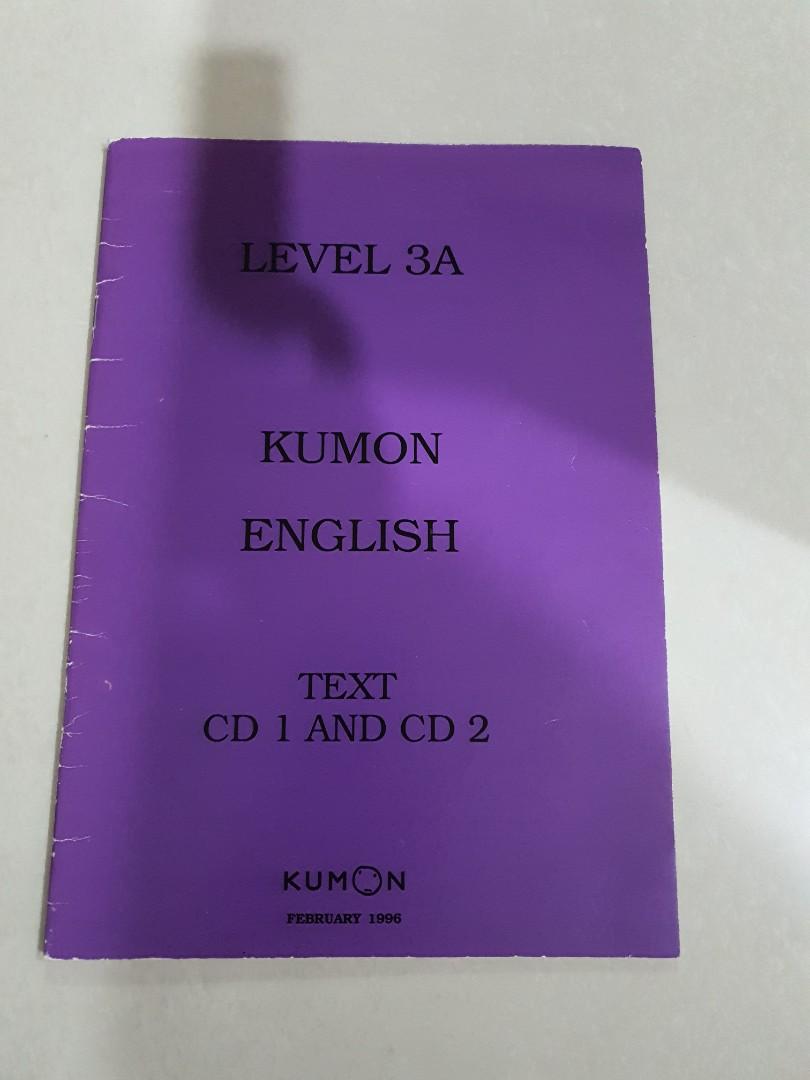 LEVEL 3A
KUMON
ENGLISH
TEXT
CD 1 AND CD 2
KUMON
FEBRUARY 1996